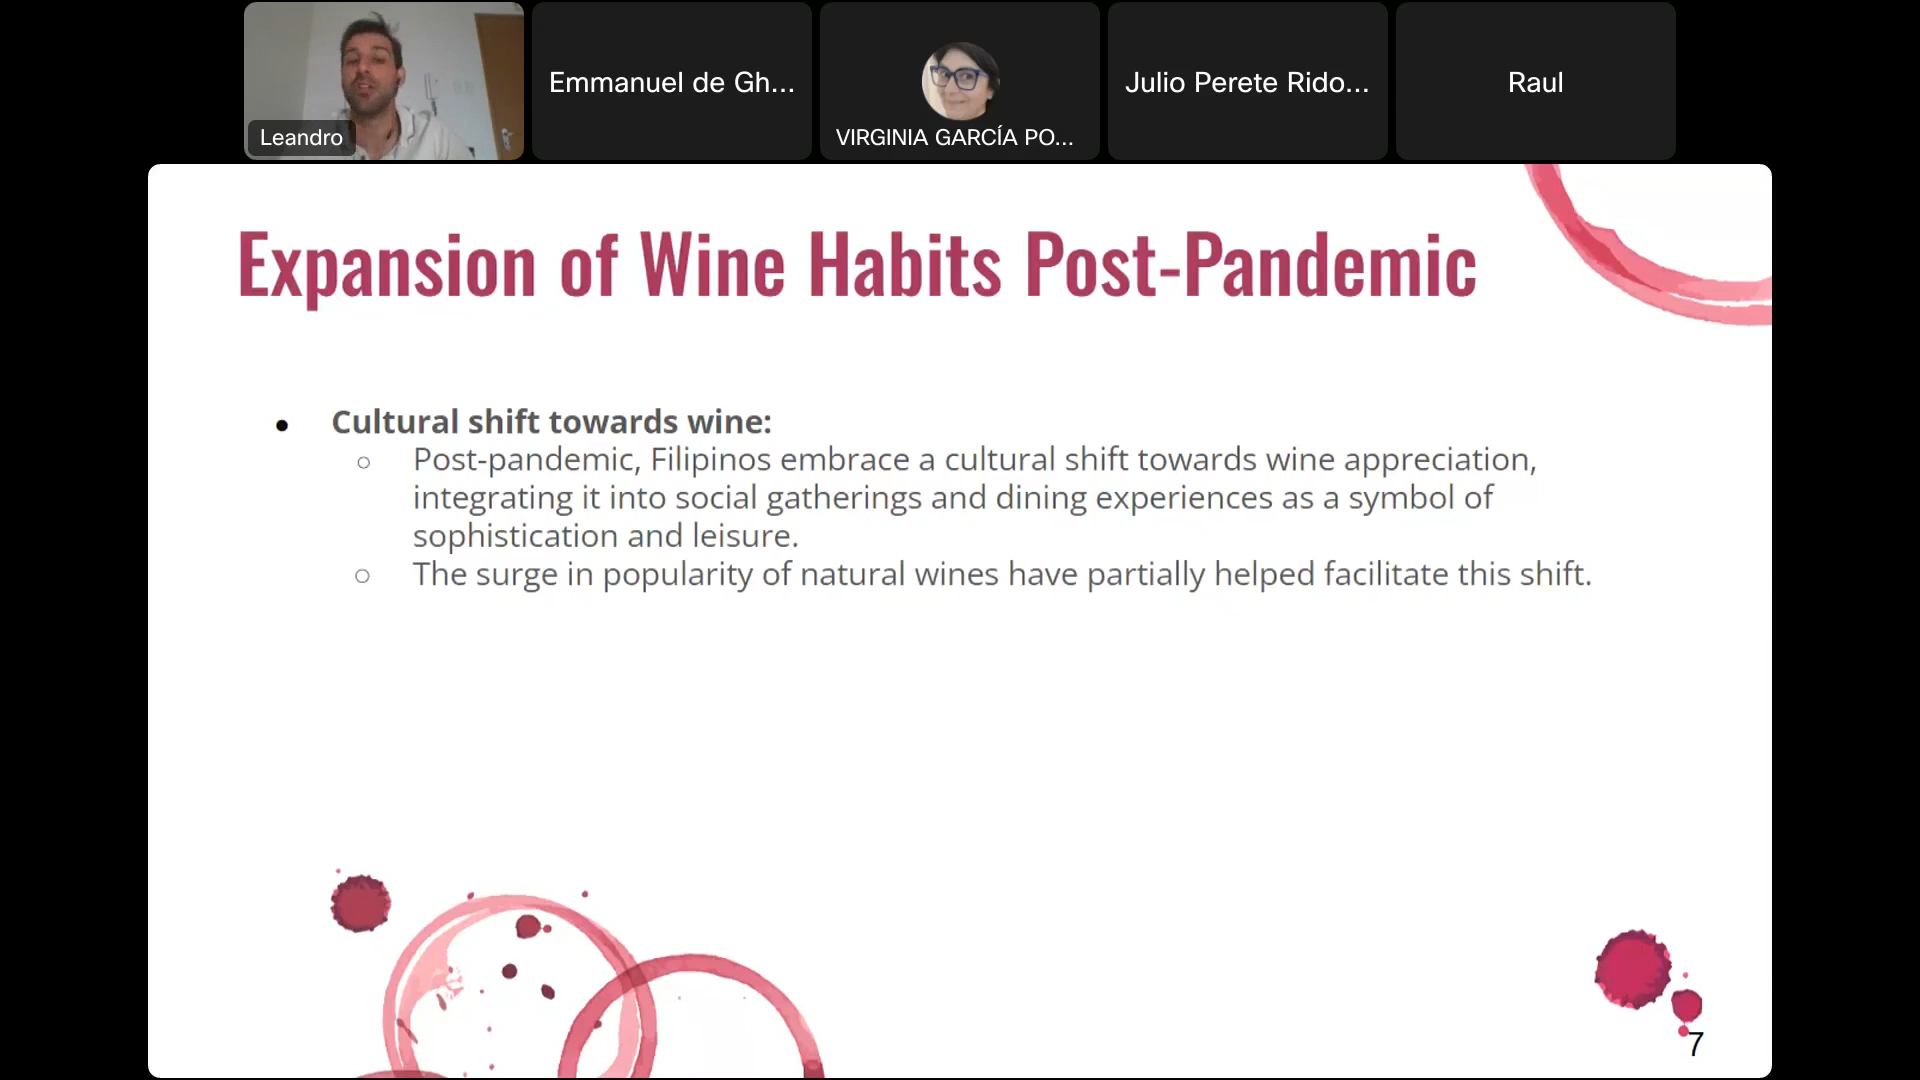 Leandro
Emmanuel de Gh...
VIRGINIA GARCÍA PO...
Julio Perete Rido...
Raul
Expansion of Wine Habits Post-Pandemic
● Cultural shift towards wine:
○ Post-pandemic, Filipinos embrace a cultural shift towards wine appreciation,
integrating it into social gatherings and dining experiences as a symbol of
sophistication and leisure.
○ The surge in popularity of natural wines have partially helped facilitate this shift.
7